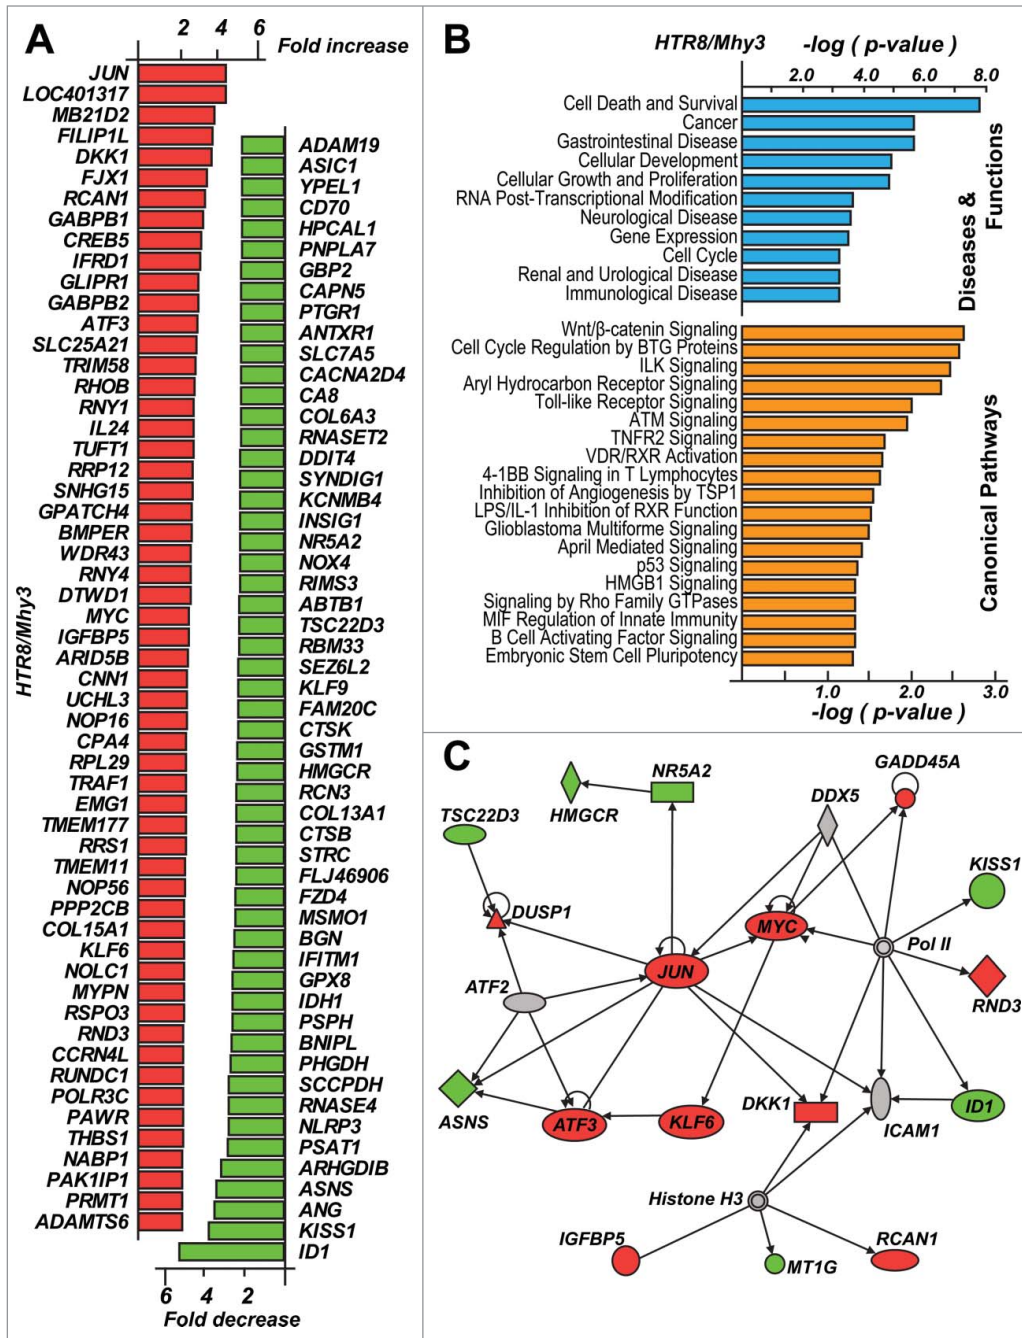 A
2 4 6
Fold increase
JUN
LOC401317
MB21D2
FILIP1L
DKK1
FJX1
RCAN1
GABPB1
CREB5
IFRD1
GLIPR1
GABPB2
ATF3
SLC25A21
TRIM58
RHOB
RNY1
IL24
TUFT1
RRP12
SNHG15
GPATCH4
BMPER
WDR43
RNY4
DTWD1
MYC
IGFBP5
ARID5B
CNN1
UCHL3
NOP16
CPA4
RPL29
TRAF1
EMG1
TMEM177
RRS1
TMEM11
NOP56
PPP2CB
COL15A1
KLF6
NOLC1
MYPN
RSPO3
RND3
CCRN4L
RUNDC1
POLR3C
PAWR
THBS1
NABP1
PAK1IP1
PRMT1
ADAMTS6
HTR8/Mhy3
ADAM19
ASIC1
YPEL1
CD70
HPCAL1
PNPLA7
GBP2
CAPN5
PTGR1
ANTXR1
SLC7A5
CACNA2D4
CA8
COL6A3
RNASET2
DDIT4
SYNDIG1
KCNMB4
INSIG1
NR5A2
NOX4
RIMS3
ABTB1
TSC22D3
RBM33
SEZ6L2
KLF9
FAM20C
CTSK
GSTM1
HMGCR
RCN3
COL13A1
CTSB
STRC
FLJ46906
FZD4
MSMO1
BGN
IFITM1
GPX8
IDH1
PSPH
BNIPL
PHGDH
SCCPDH
RNASE4
NLRP3
PSAT1
ARHGDIB
ASNS
ANG
KISS1
ID1
6 4 2
Fold decrease
B
HTR8/Mhy3
-log ( p-value )
2.0 4.0 6.0 8.0
Cell Death and Survival
Cancer
Gastrointestinal Disease
Cellular Development
Cellular Growth and Proliferation
RNA Post-Transcriptional Modification
Neurological Disease
Gene Expression
Cell Cycle
Renal and Urological Disease
Immunological Disease
Diseases &
Functions
Wnt/β-catenin Signaling
Cell Cycle Regulation by BTG Proteins
ILK Signaling
Aryl Hydrocarbon Receptor Signaling
Toll-like Receptor Signaling
ATM Signaling
TNFR2 Signaling
VDR/RXR Activation
4-1BB Signaling in T Lymphocytes
Inhibition of Angiogenesis by TSP1
LPS/IL-1 Inhibition of RXR Function
Glioblastoma Multiforme Signaling
April Mediated Signaling
p53 Signaling
HMGB1 Signaling
Signaling by Rho Family GTPases
MIF Regulation of Innate Immunity
B Cell Activating Factor Signaling
Embryonic Stem Cell Pluripotency
Canonical Pathways
1.0 2.0 3.0
-log ( p-value )
C
NR5A2
GADD45A
HMGCR
DDX5
TSC22D3
KISS1
DUSP1
MYC
Pol II
JUN
ATF2
RND3
ASNS
ATF3
KLF6
DKK1
ICAM1
ID1
Histone H3
IGFBP5
MT1G
RCAN1